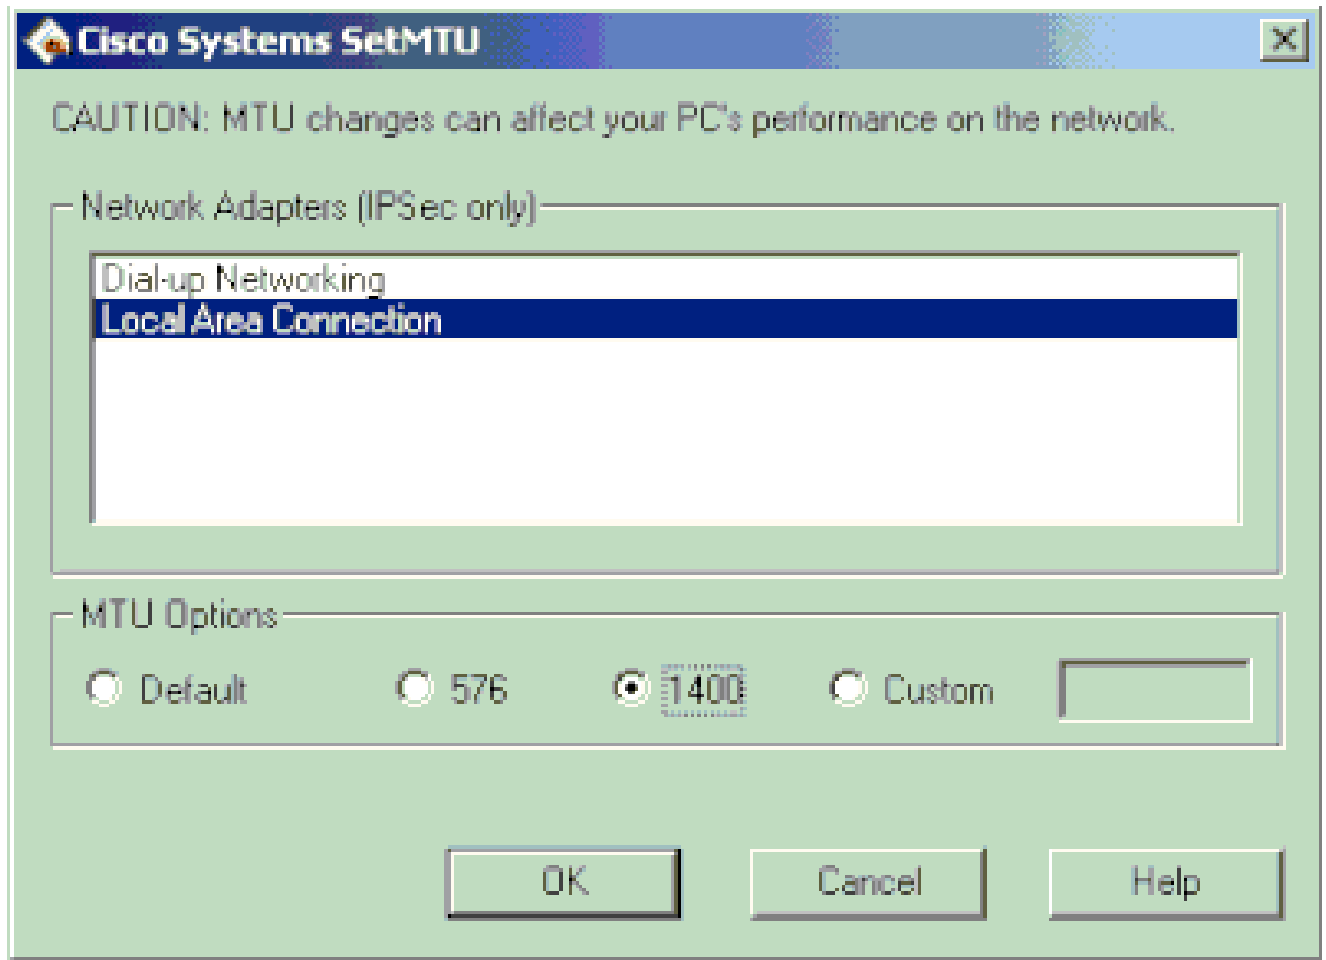 Cisco Systems SetMTU
CAUTION: MTU changes can affect your PC's performance on the network.
Network Adapters (IPSec only)
Dial-up Networking
Local Area Connection
MTU Options
Default 576 1400 Custom
OK Cancel Help